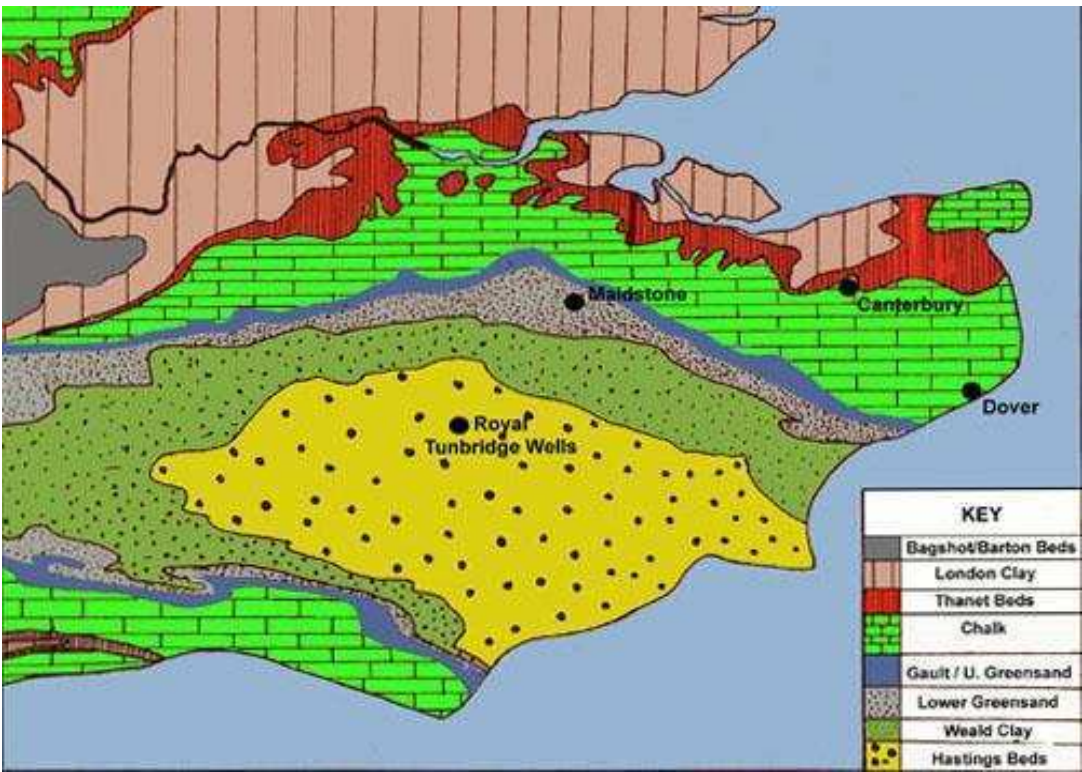 Maidstone
Canterbury
Dover
Royal
Tunbridge Wells
KEY
Bagshot/Barton Beds
London Clay
Thanet Beds
Chalk
Gault / U. Greensand
Lower Greensand
Weald Clay
Hastings Beds